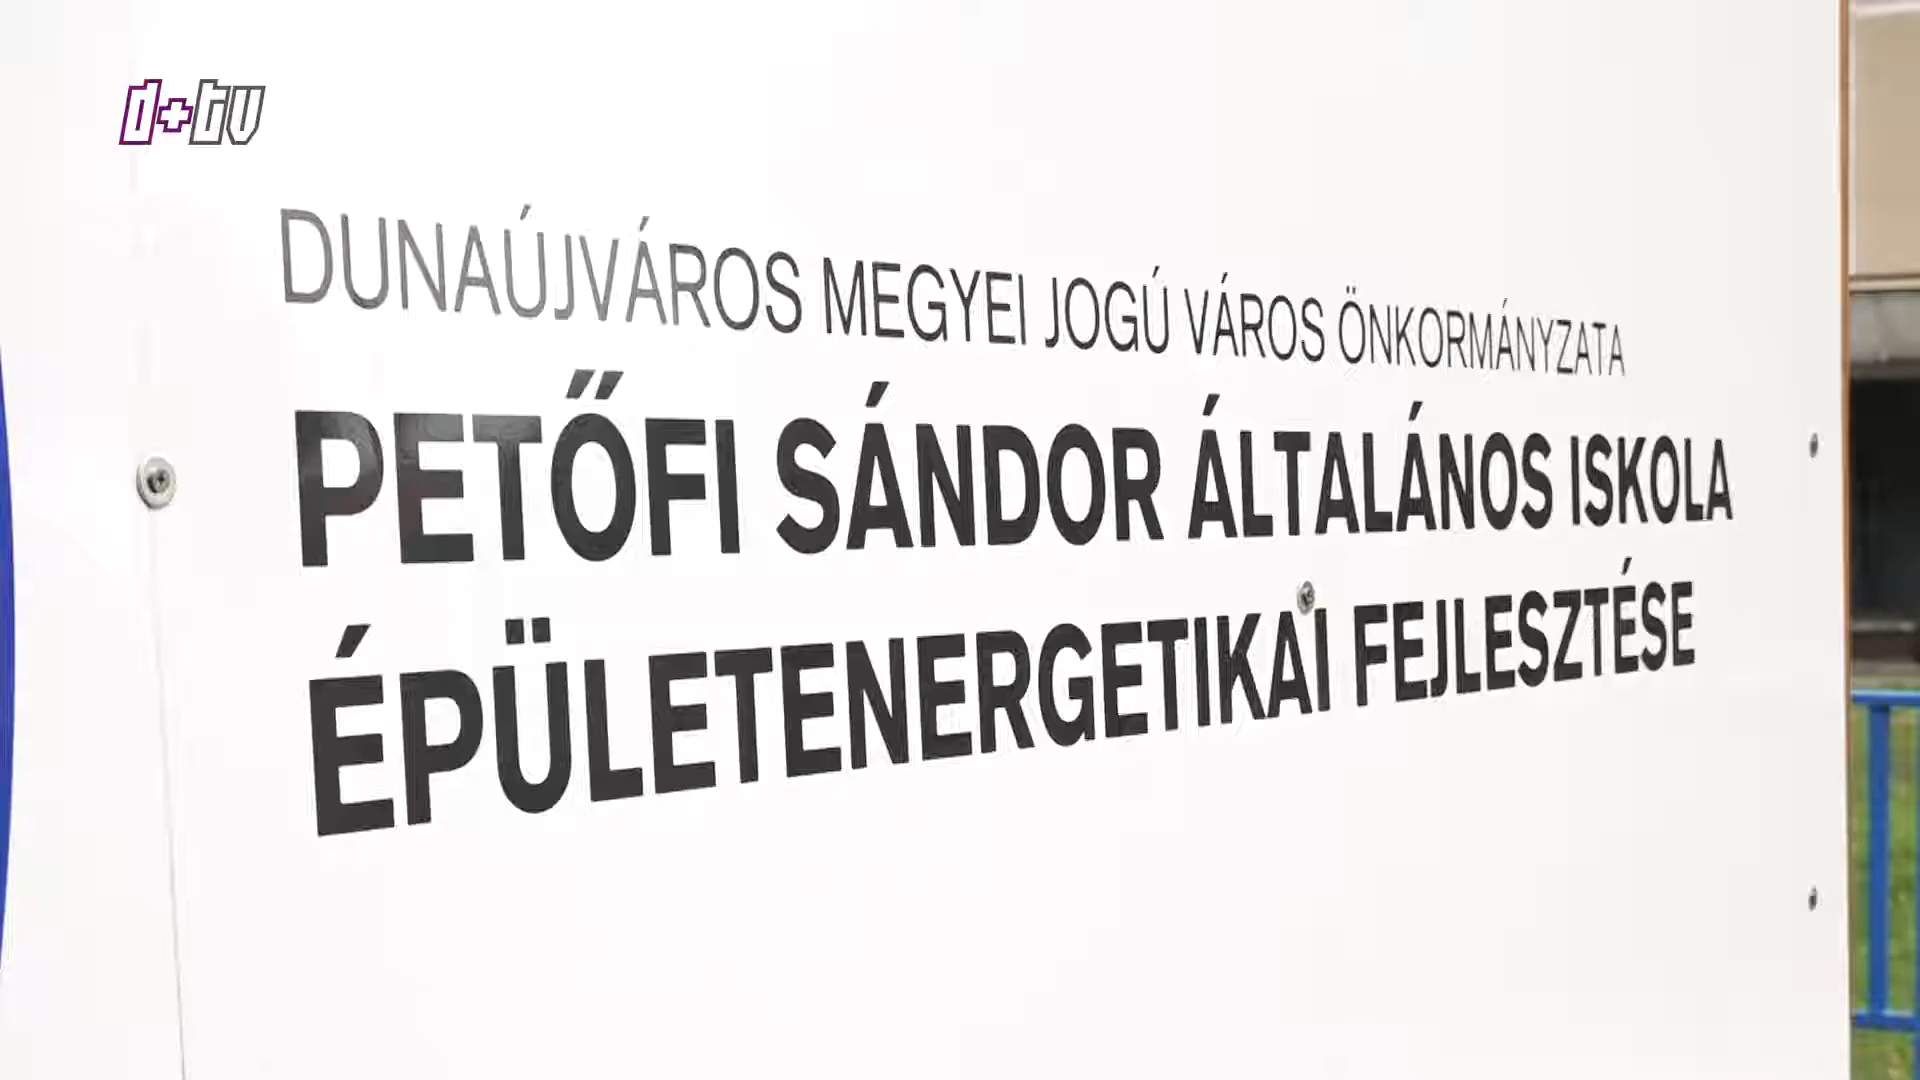 d+tv
DUNAÚJVÁROS MEGYEI JOGÚ VÁROS ÖNKORMÁNYZATA
PETŐFI SÁNDOR ÁLTALÁNOS ISKOLA
ÉPÜLETENERGETIKAI FEJLESZTÉSE